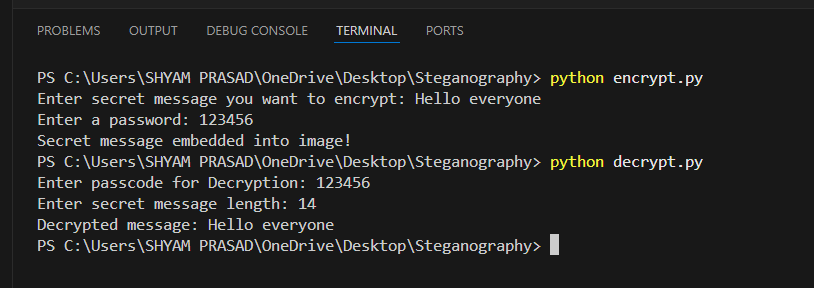 PROBLEMS OUTPUT DEBUG CONSOLE TERMINAL PORTS
PS C:\Users\SHYAM PRASAD\OneDrive\Desktop\Steganography> python encrypt.py
Enter secret message you want to encrypt: Hello everyone
Enter a password: 123456
Secret message embedded into image!
PS C:\Users\SHYAM PRASAD\OneDrive\Desktop\Steganography> python decrypt.py
Enter passcode for Decryption: 123456
Enter secret message length: 14
Decrypted message: Hello everyone
PS C:\Users\SHYAM PRASAD\OneDrive\Desktop\Steganography>